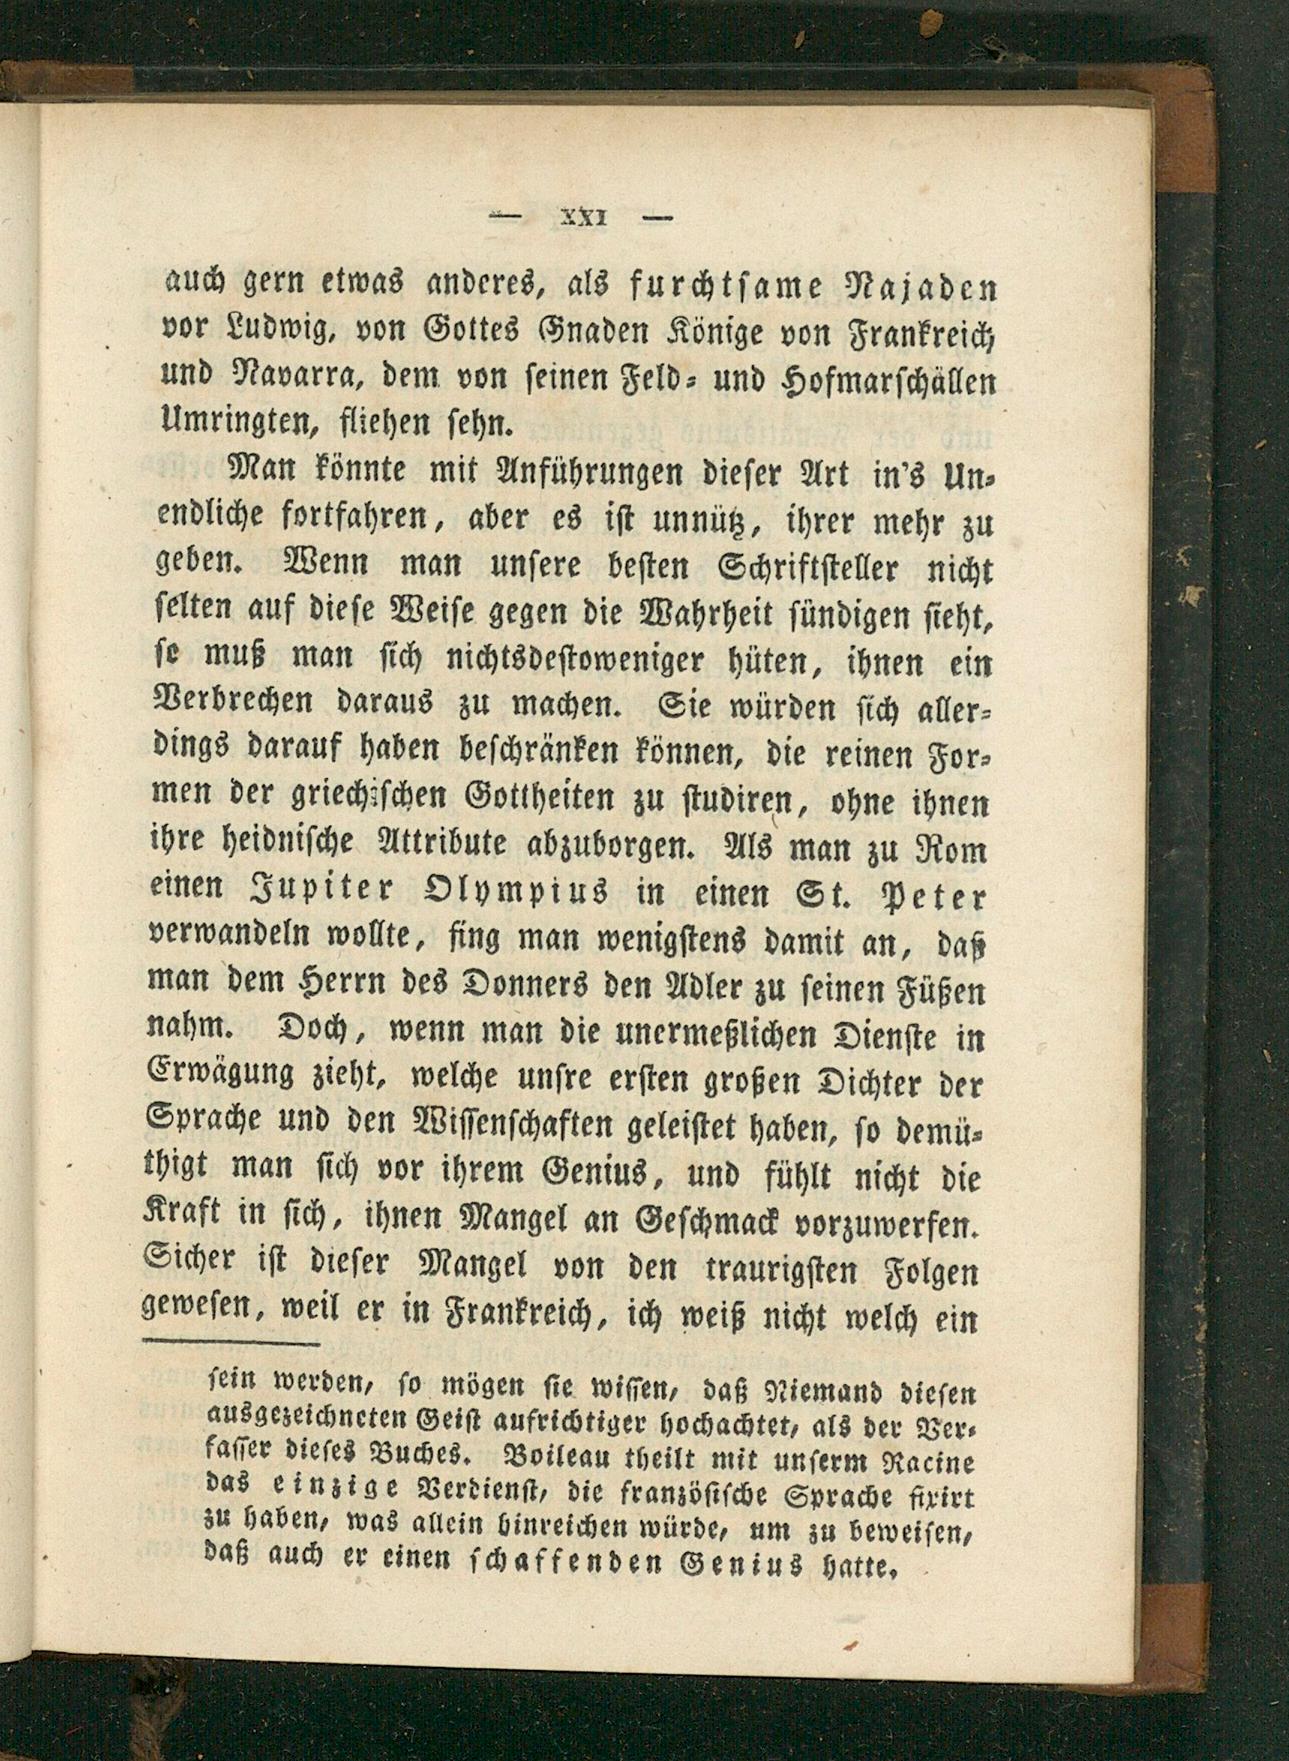 — XXI —
auch gern etwas anderes, als furchtsame Najaden
vor Ludwig, von Gottes Gnaden Könige von Frankreich
und Navarra, dem von seinen Feld- und Hofmarschällen
Umringten, fliehen sehn.
Man könnte mit Anführungen dieser Art in's Un-
endliche fortfahren, aber es ist unnütz, ihrer mehr zu
geben. Wenn man unsere besten Schriftsteller nicht
selten auf diese Weise gegen die Wahrheit sündigen sieht,
so muß man sich nichtsdestoweniger hüten, ihnen ein
Verbrechen daraus zu machen. Sie würden sich aller-
dings darauf haben beschränken können, die reinen For-
men der griechischen Gottheiten zu studiren, ohne ihnen
ihre heidnische Attribute abzuborgen. Als man zu Rom
einen Jupiter Olympius in einen St. Peter
verwandeln wollte, fing man wenigstens damit an, daß
man dem Herrn des Donners den Adler zu seinen Füßen
nahm. Doch, wenn man die unermeßlichen Dienste in
Erwägung zieht, welche unsre ersten großen Dichter der
Sprache und den Wissenschaften geleistet haben, so demü-
thigt man sich vor ihrem Genius, und fühlt nicht die
Kraft in sich, ihnen Mangel an Geschmack vorzuwerfen.
Sicher ist dieser Mangel von den traurigsten Folgen
gewesen, weil er in Frankreich, ich weiß nicht welch ein
sein werden, so mögen sie wissen, daß Niemand diesen
ausgezeichneten Geist aufrichtiger hochachtet, als der Ver-
fasser dieses Buches. Boileau theilt mit unserm Racine
das einzige Verdienst, die französische Sprache fixirt
zu haben, was allein hinreichen würde, um zu beweisen,
daß auch er einen schaffenden Genius hatte.